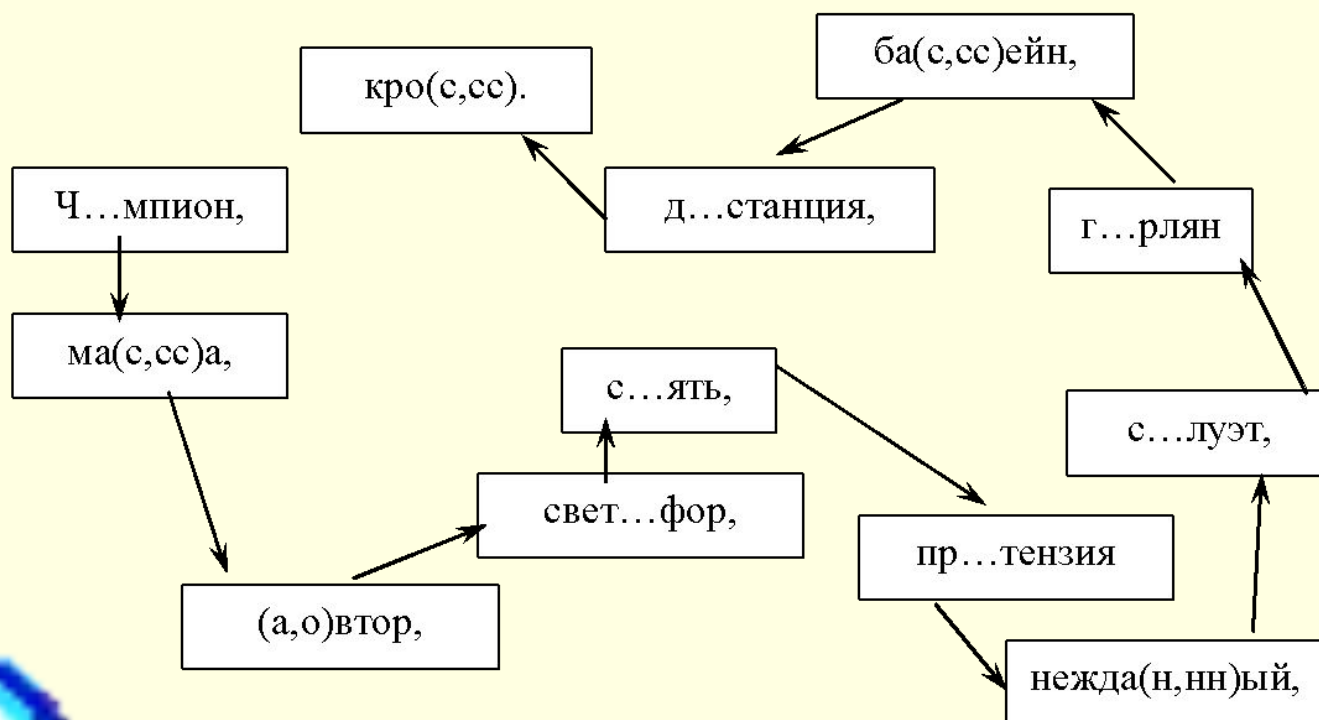 ба(с,сс)ейн,
кро(с,сс).
Ч…мпион,
д…станция,
г…рлян
ма(с,сс)а,
с…ять,
с…луэт,
свет…фор,
пр…тензия
(а,о)втор,
нежда(н,нн)ый,